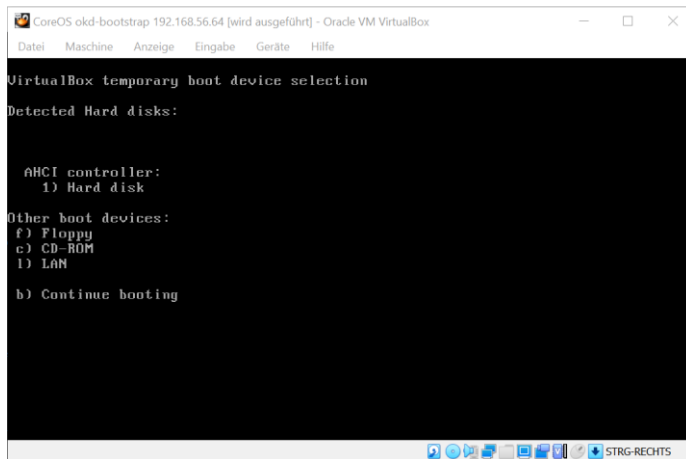 CoreOS okd-bootstrap 192.168.56.64 [wird ausgeführt] - Oracle VM VirtualBox
Datei Maschine Anzeige Eingabe Geräte Hilfe
VirtualBox temporary boot device selection
Detected Hard disks:
AHCI controller:
1) Hard disk
Other boot devices:
f) Floppy
c) CD-ROM
l) LAN
b) Continue booting
STRG-RECHTS